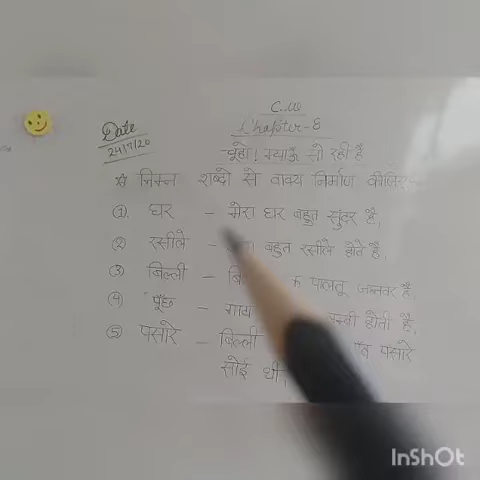 C.W
Chapter-8
Date
24/7/20
चूहो! म्याऊँ सो रही है
* निम्न शब्दो से वाक्य निर्माण कीजिए
① घर - मेरा घर बहुत सुंदर है,
② रसीले - बहुत रसीले होते है,
③ बिल्ली - पालतू जानवर है,
④ पूँछ - गाय लम्बी होती है,
⑤ पसारे - बिल्ली पसारे
सोई थी,
InShOt